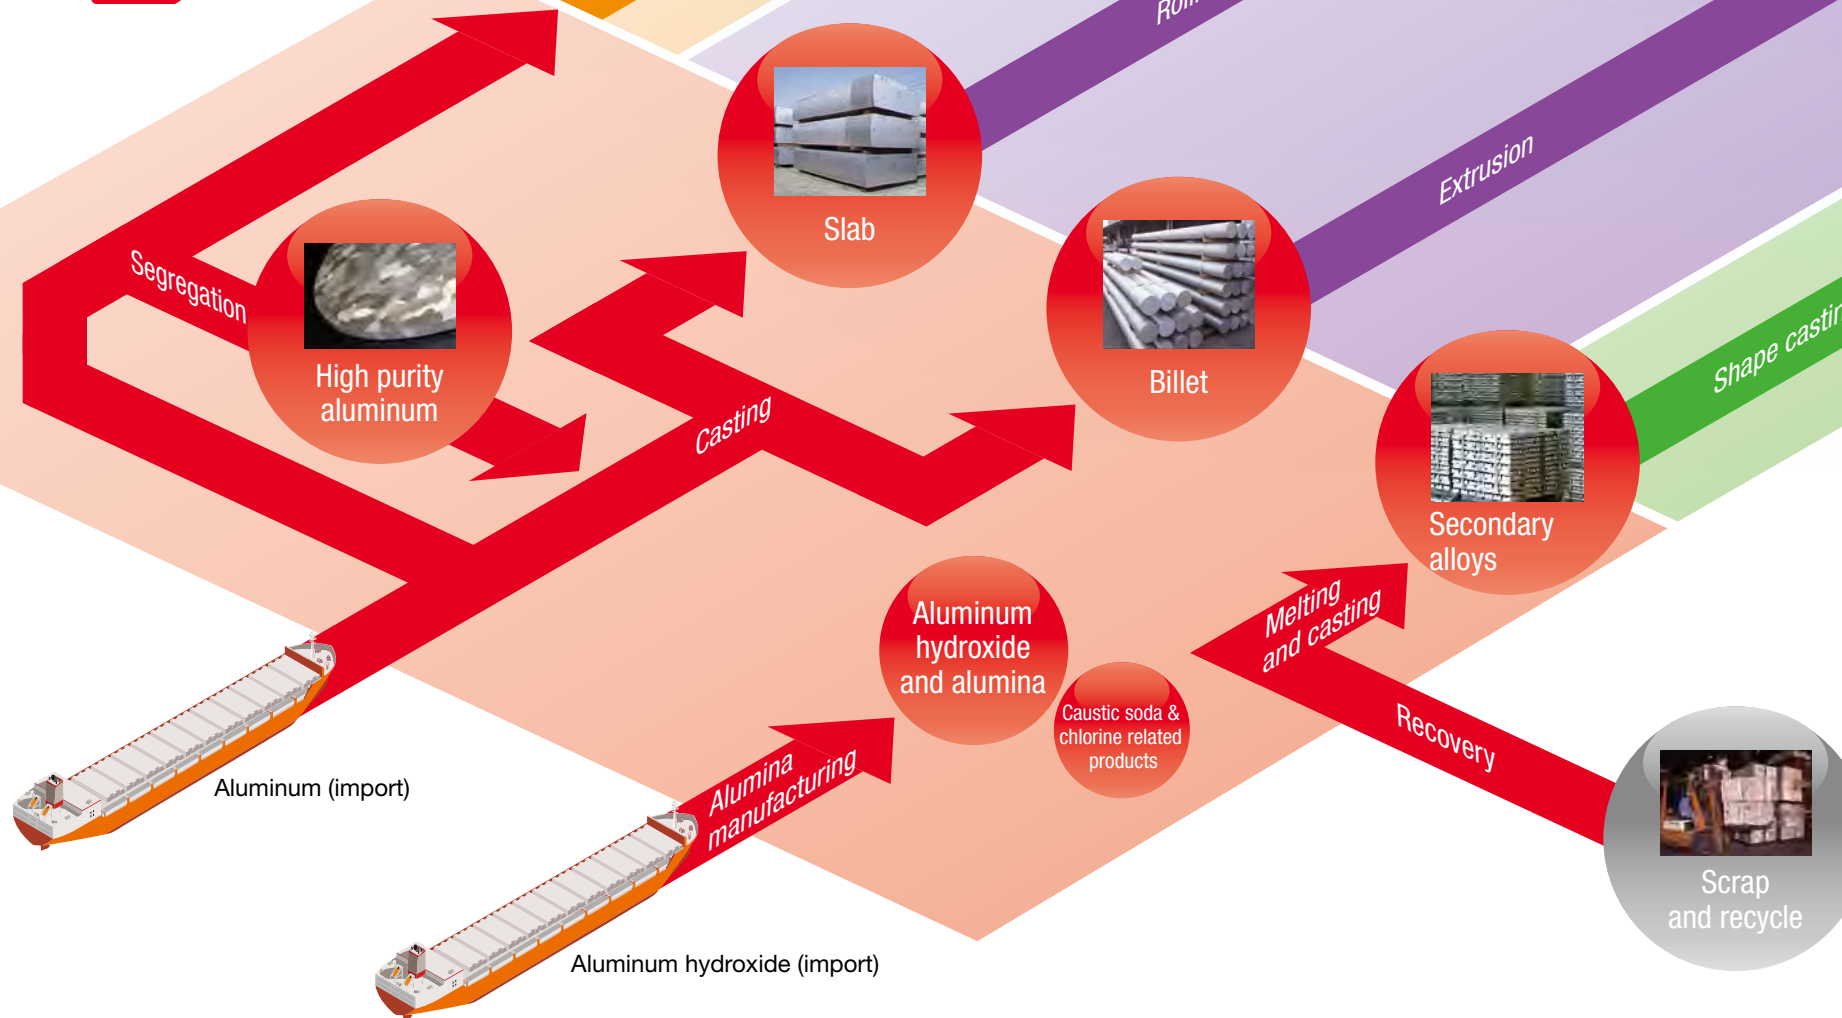 Extrusion
Slab
Segregation
High purity
aluminum
Billet
Casting
Secondary
alloys
Melting
and casting
Aluminum
hydroxide
and alumina
Caustic soda &
chlorine related
products
Recovery
Alumina
manufacturing
Aluminum (import)
Scrap
and recycle
Aluminum hydroxide (import)
Shape